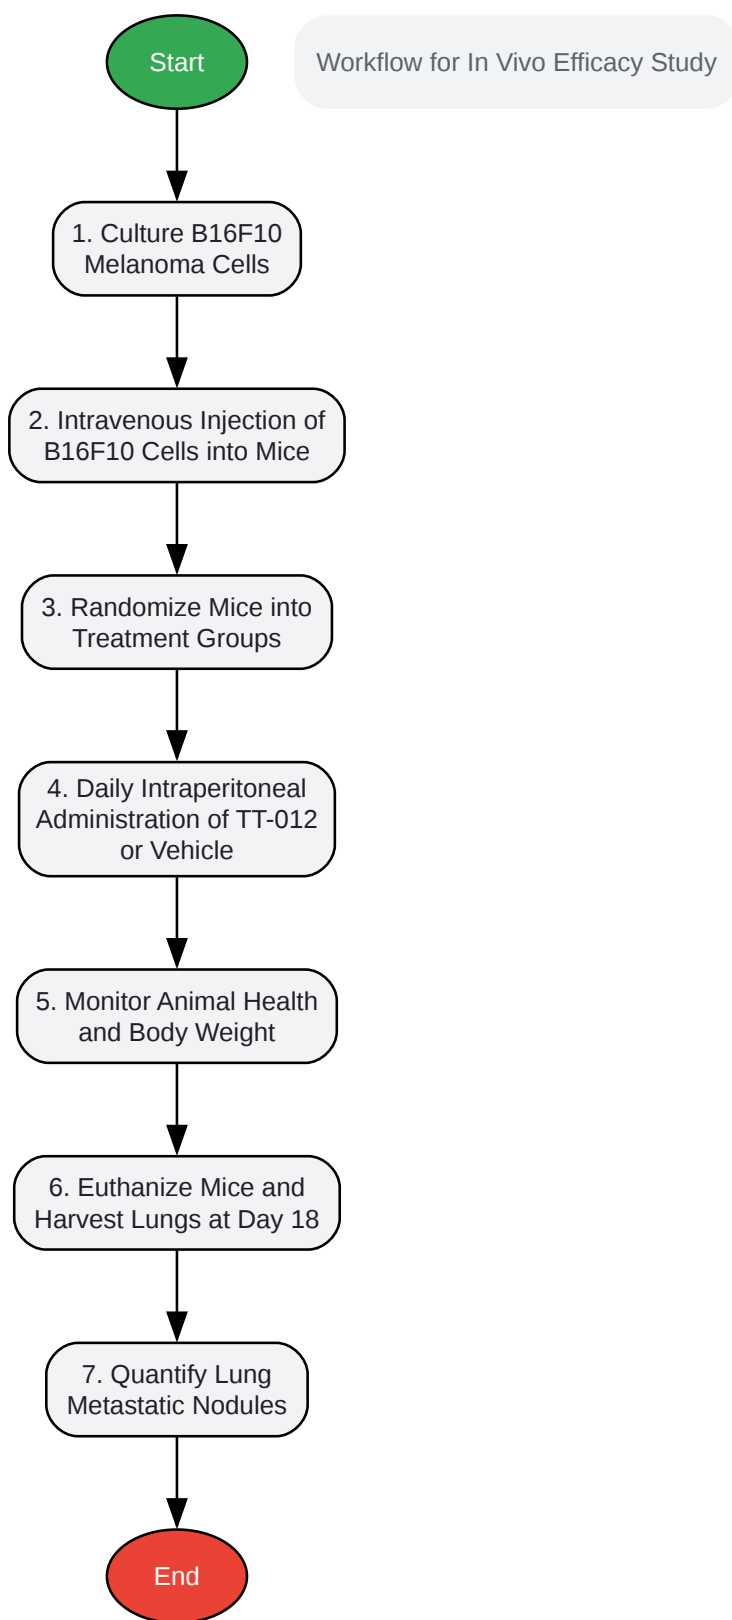 Start
Workflow for In Vivo Efficacy Study
1. Culture B16F10
Melanoma Cells
2. Intravenous Injection of
B16F10 Cells into Mice
3. Randomize Mice into
Treatment Groups
4. Daily Intraperitoneal
Administration of TT-012
or Vehicle
5. Monitor Animal Health
and Body Weight
6. Euthanize Mice and
Harvest Lungs at Day 18
7. Quantify Lung
Metastatic Nodules
End